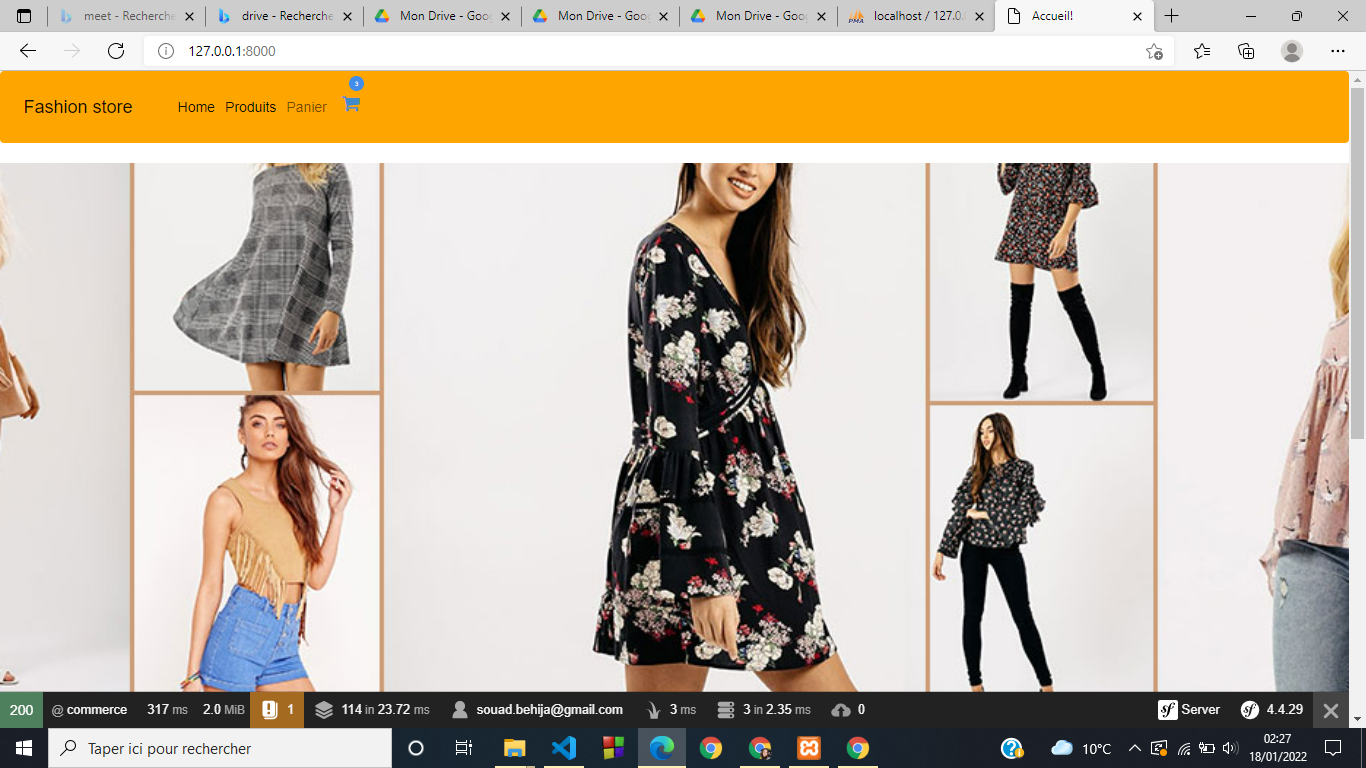 meet - Recherche
drive - Recherche
Mon Drive - Goo
Mon Drive - Goo
Mon Drive - Goo
PMA
localhost / 127.0.
Accueil!
127.0.0.1:8000
Fashion store
Home
Produits
Panier
3
200
@ commerce
317 ms
2.0 MiB
1
114 in 23.72 ms
souad.behija@gmail.com
3 ms
3 in 2.35 ms
0
sf Server
sf 4.4.29
Taper ici pour rechercher
10°C
02:27
18/01/2022